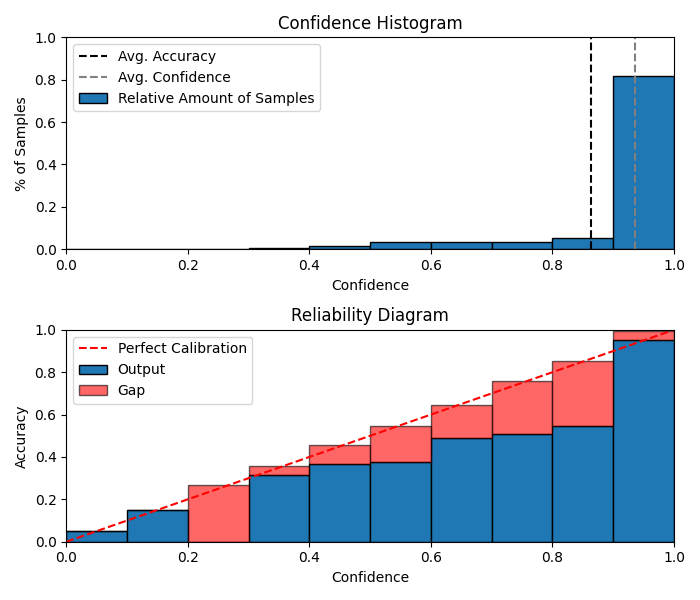 Confidence Histogram
1.0
0.8
0.6
0.4
0.2
0.0
% of Samples
Avg. Accuracy
Avg. Confidence
Relative Amount of Samples
0.0 0.2 0.4 0.6 0.8 1.0
Confidence
Reliability Diagram
1.0
0.8
0.6
0.4
0.2
0.0
Accuracy
Perfect Calibration
Output
Gap
0.0 0.2 0.4 0.6 0.8 1.0
Confidence